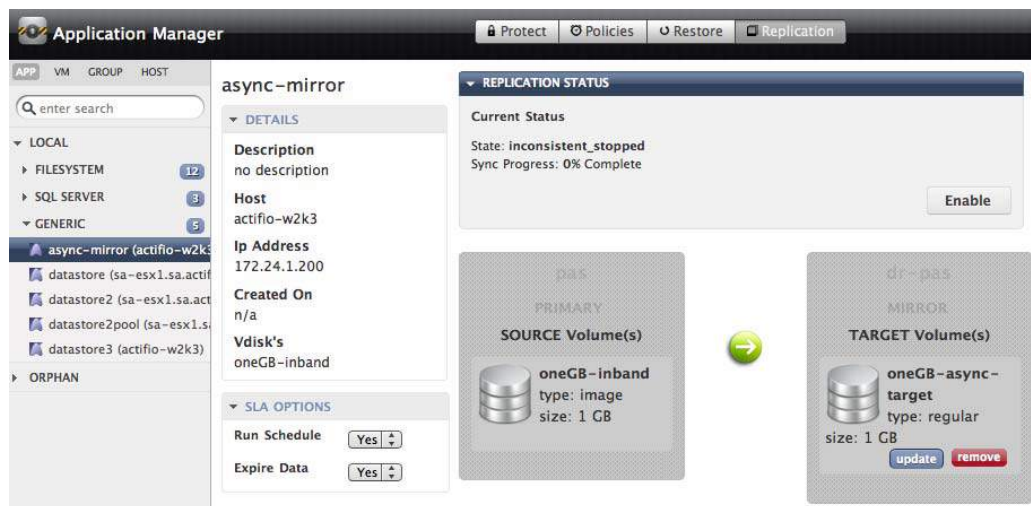 Application Manager
Protect
Policies
Restore
Replication
APP VM GROUP HOST
enter search
LOCAL
FILESYSTEM 12
SQL SERVER 3
GENERIC 5
async-mirror (actifio-w2k3
datastore (sa-esx1.sa.actif
datastore2 (sa-esx1.sa.act
datastore2pool (sa-esx1.s
datastore3 (actifio-w2k3)
ORPHAN
async-mirror
DETAILS
Description
no description
Host
actifio-w2k3
Ip Address
172.24.1.200
Created On
n/a
Vdisk's
oneGB-inband
SLA OPTIONS
Run Schedule Yes
Expire Data Yes
REPLICATION STATUS
Current Status
State: inconsistent_stopped
Sync Progress: 0% Complete
Enable
pas
PRIMARY
SOURCE Volume(s)
oneGB-inband
type: image
size: 1 GB
dr-pas
MIRROR
TARGET Volume(s)
oneGB-async-
target
type: regular
size: 1 GB
update remove